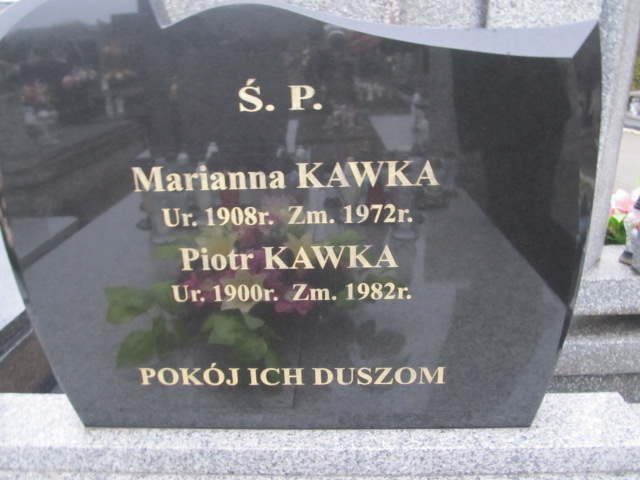 Ś. P.
Marianna KAWKA
Ur. 1908r. Zm. 1972r.
Piotr KAWKA
Ur. 1900r. Zm. 1982r.
POKÓJ ICH DUSZOM